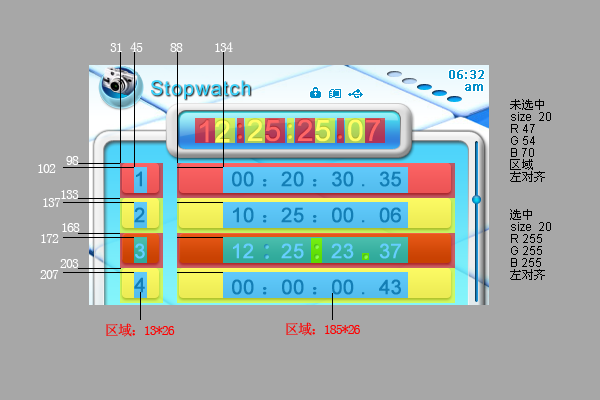 31 45 88 134
Stopwatch
06:32
am
12:25:25.07
98
102
133
137
168
172
203
207
1 00 : 20 : 30 . 35
2 10 : 25 : 00 . 06
3 12 : 25 : 23 . 37
4 00 : 00 : 00 . 43
未选中
size 20
R 47
G 54
B 70
区域
左对齐
选中
size 20
R 255
G 255
B 255
左对齐
区域：13*26
区域：185*26